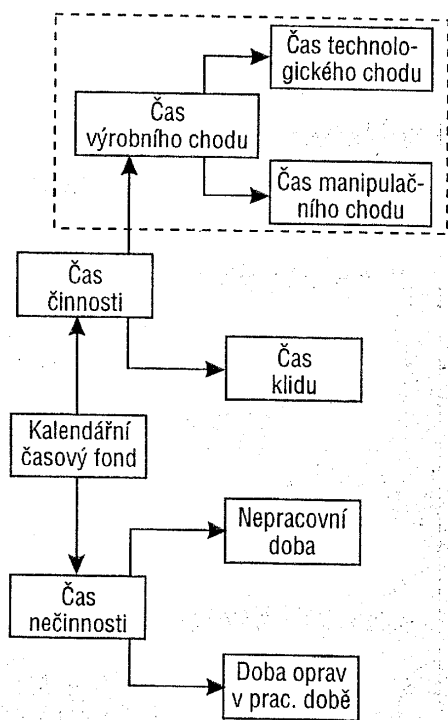 Čas technolo-
gického chodu
Čas
výrobního chodu
Čas manipulač-
ního chodu
Čas
činnosti
Čas
klidu
Kalendářní
časový fond
Nepracovní
doba
Čas
nečinnosti
Doba oprav
v prac. době